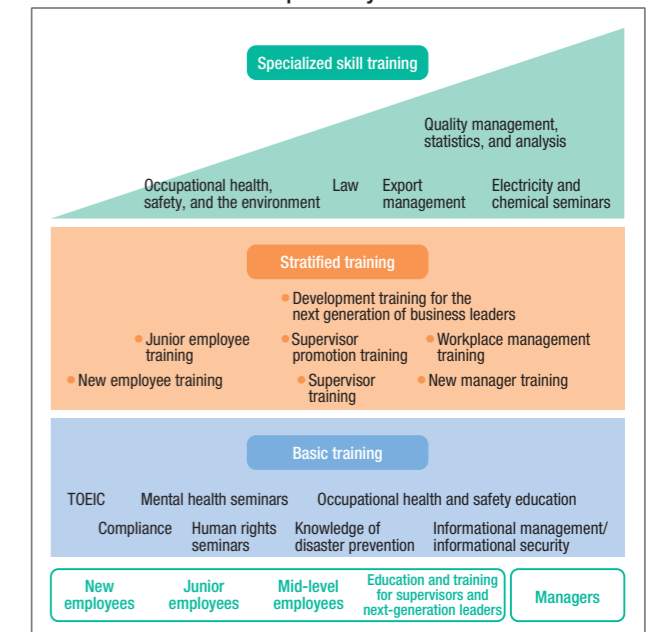 Specialized skill training
Quality management,
statistics, and analysis
Occupational health,
safety, and the environment
Law
Export
management
Electricity and
chemical seminars
Stratified training
• Development training for the
next generation of business leaders
• Junior employee
training
• Supervisor
promotion training
• Workplace management
training
• New employee training
• Supervisor
training
• New manager training
Basic training
TOEIC
Mental health seminars
Occupational health and safety education
Compliance
Human rights
seminars
Knowledge of
disaster prevention
Informational management/
informational security
New
employees
Junior
employees
Mid-level
employees
Education and training
for supervisors and
next-generation leaders
Managers